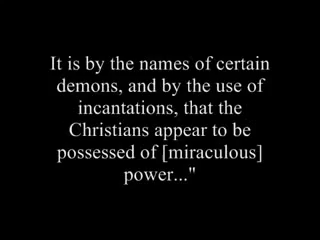 It is by the names of certain
demons, and by the use of
incantations, that the
Christians appear to be
possessed of [miraculous]
power..."